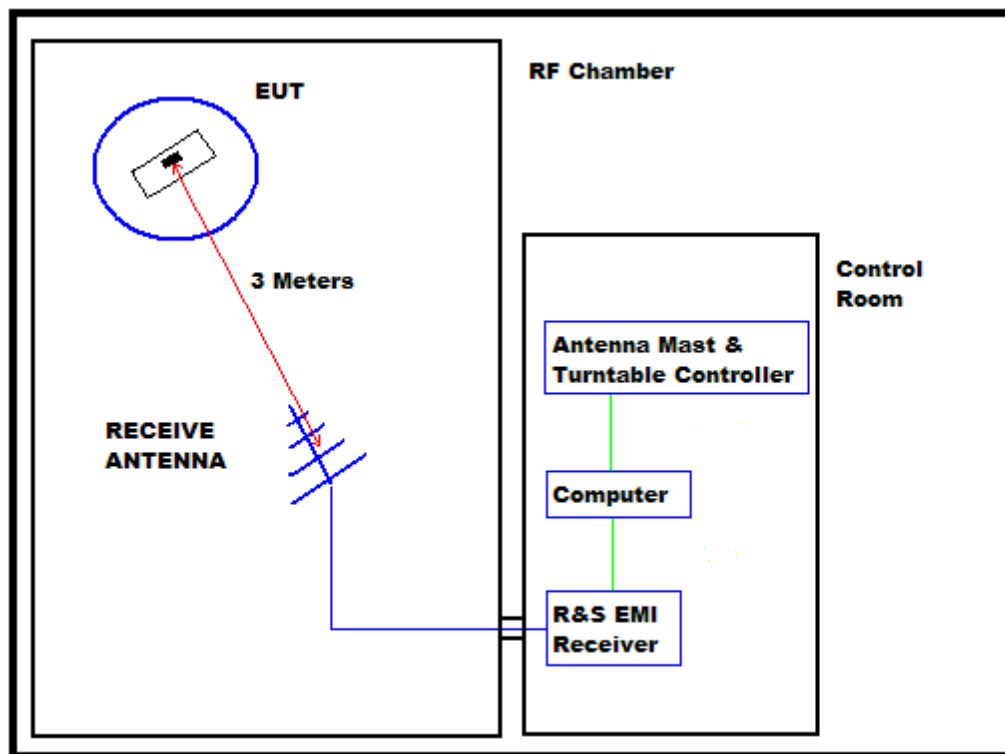 EUT
RF Chamber
3 Meters
RECEIVE
ANTENNA
Control
Room
Antenna Mast &
Turntable Controller
Computer
R&S EMI
Receiver